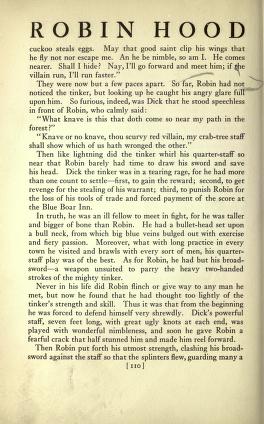 ROBIN HOOD
cuckoo steals eggs. May that good saint clip his wings that
he fly not nor escape me. An he be nimble, so am I. He comes
nearer. Shall I hide? Nay, I'll go forward and meet him; if the
villain run, I'll run faster."
They were now but a few paces apart. So far, Robin had not
noticed the tinker, but looking up he caught his angry glare full
upon him. So furious, indeed, was Dick that he stood speechless
in front of Robin, who calmly said:
"What knave is this that doth come so near my path in the
forest?"
"Knave or no knave, thou scurvy red villain, my crab-tree staff
shall show which of us hath wronged the other."
Then like lightning did the tinker whirl his quarter-staff so
near that Robin barely had time to draw his sword and save
his head. Dick the tinker was in a tearing rage, for he had more
than one count to settle—first, to gain the reward; second, to get
revenge for the stealing of his warrant; third, to punish Robin for
the loss of his tools of trade and forced payment of the score at
the Blue Boar Inn.
In truth, he was an ill fellow to meet in fight, for he was taller
and bigger of bone than Robin. He had a bullet-head set upon
a bull neck, from which big blue veins bulged out with exercise
and fiery passion. Moreover, what with long practice in every
town he visited and brawls with every sort of men, his quarter-
staff play was of the best. As for Robin, he had but his broad-
sword—a weapon unsuited to parry the heavy two-handed
strokes of the mighty tinker.
Never in his life did Robin flinch or give way to any man he
met, but now he found that he had thought too lightly of the
tinker's strength and skill. Thus it was that from the beginning
he was forced to defend himself very shrewdly. Dick's powerful
staff, seven feet long, with great ugly knots at each end, was
played with wonderful nimbleness, and soon he gave Robin a
fearful crack that half stunned him and made him reel forward.
Then Robin put forth his utmost strength, clashing his broad-
sword against the staff so that the splinters flew, guarding many a
[110]